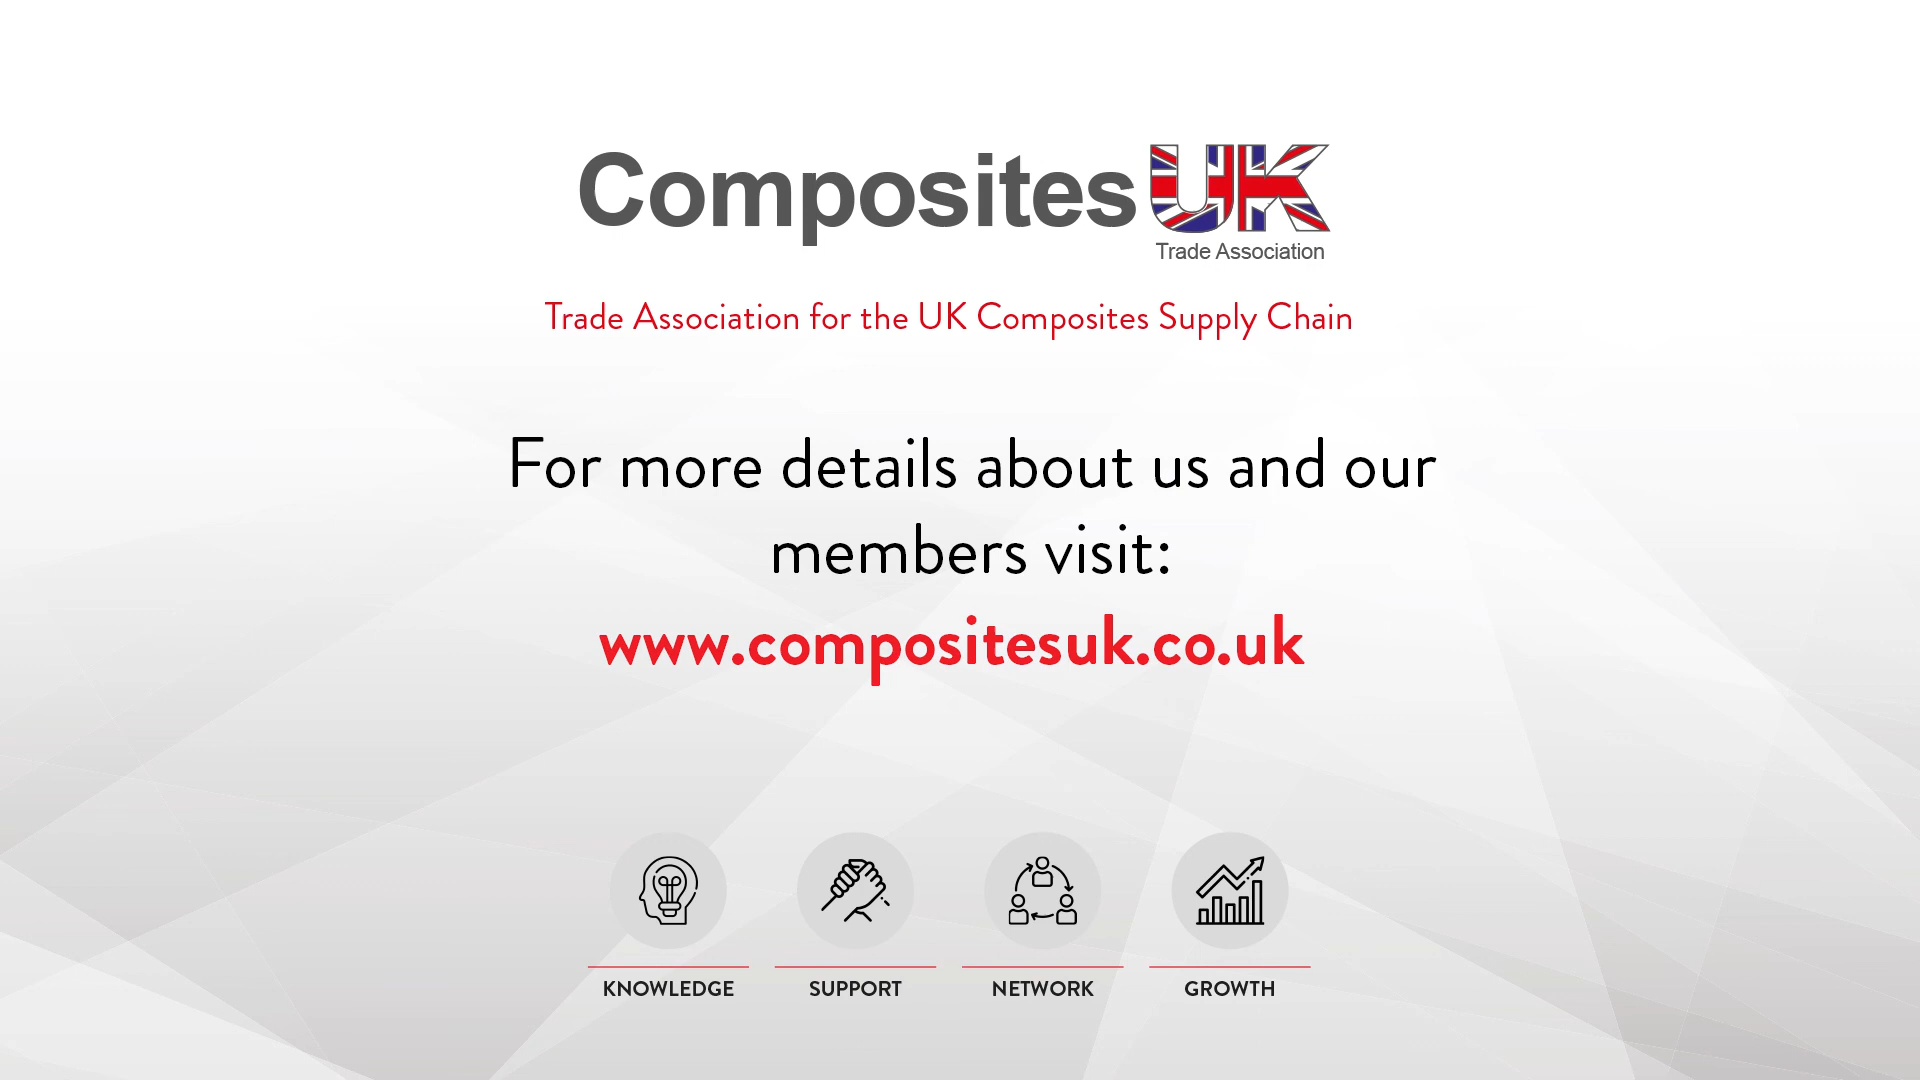 Composites UK
Trade Association
Trade Association for the UK Composites Supply Chain
For more details about us and our
members visit:
www.compositesuk.co.uk
KNOWLEDGE SUPPORT NETWORK GROWTH